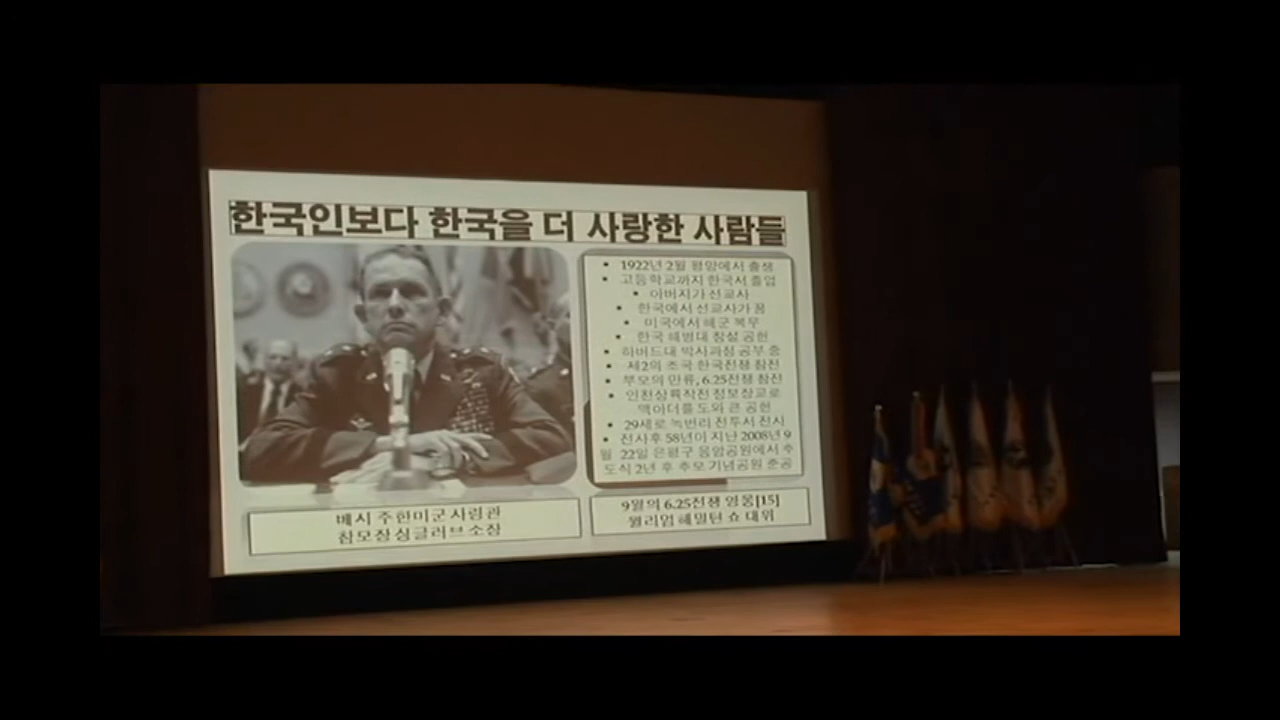 한국인보다 한국을 더 사랑한 사람들
1922년 2월 평양에서 출생
고등학교까지 한국서 졸업
아버지가 선교사
한국에서 선교사가 꿈
미국에서 해군 복무
한국 해병대 창설 공헌
하버드대 박사과정 공부 중
제2의 조국 한국전쟁 참전
부모의 만류, 6.25전쟁 참전
인천상륙작전 정보장교로
맥아더를 도와 큰 공헌
29세로 녹번리 전투서 전사
전사후 58년이 지난 2008년 9
월 22일 은평구 응암공원에서 추
도식 2년 후 추모기념공원 준공
베시 주한미군사령관
참모장싱글러브소장
9월의 6.25전쟁 영웅[15]
윌리엄 해밀턴 쇼 대위